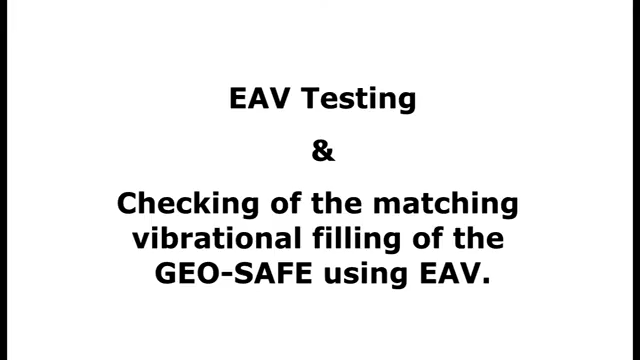 EAV Testing
&
Checking of the matching
vibrational filling of the
GEO-SAFE using EAV.